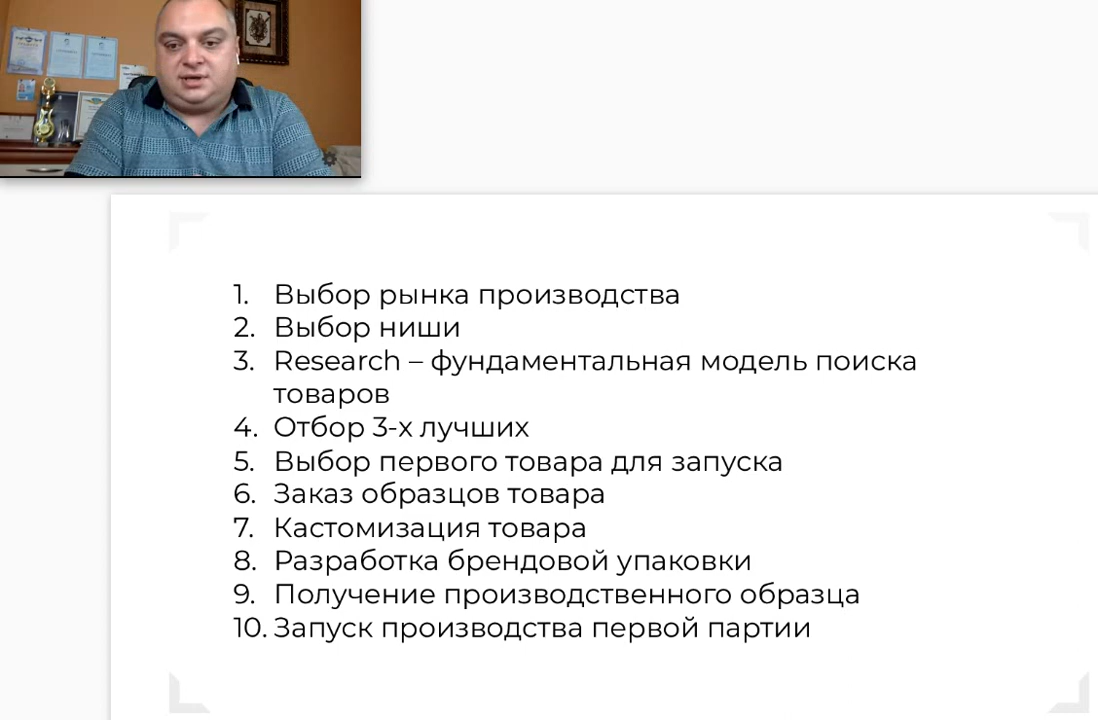 1. Выбор рынка производства
2. Выбор ниши
3. Research – фундаментальная модель поиска
товаров
4. Отбор 3-х лучших
5. Выбор первого товара для запуска
6. Заказ образцов товара
7. Кастомизация товара
8. Разработка брендовой упаковки
9. Получение производственного образца
10. Запуск производства первой партии